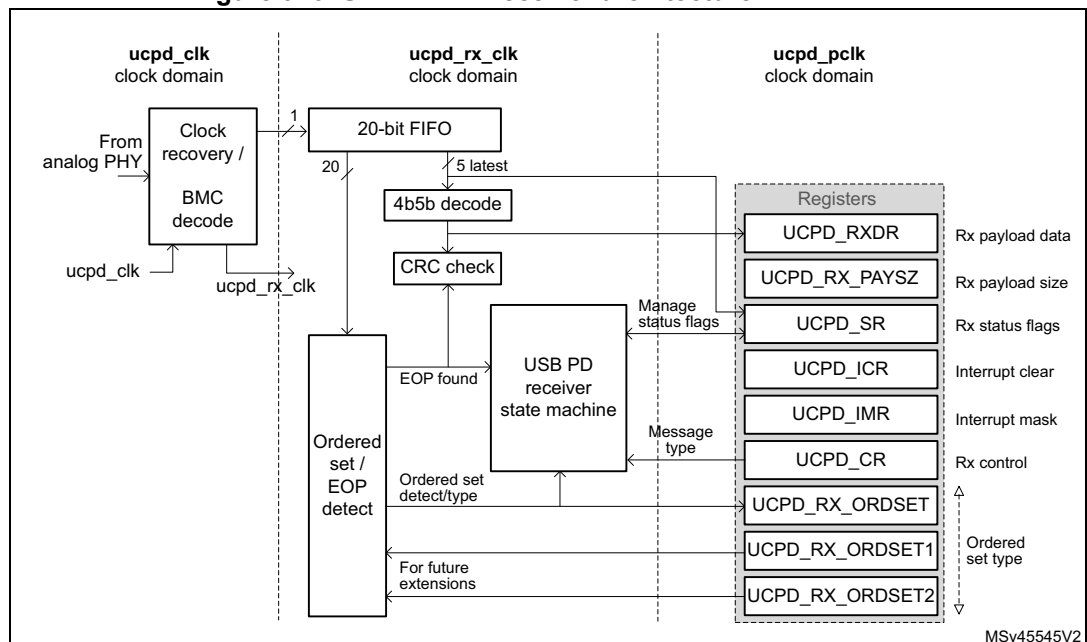 ucpd_clk
clock domain
ucpd_rx_clk
clock domain
ucpd_pclk
clock domain
From
analog PHY
Clock
recovery /
BMC
decode
ucpd_clk
ucpd_rx_clk
1
20-bit FIFO
20
5 latest
4b5b decode
CRC check
Ordered
set /
EOP
detect
EOP found
USB PD
receiver
state machine
Manage
status flags
Message
type
Ordered set
detect/type
For future
extensions
Registers
UCPD_RXDR
Rx payload data
UCPD_RX_PAYSZ
Rx payload size
UCPD_SR
Rx status flags
UCPD_ICR
Interrupt clear
UCPD_IMR
Interrupt mask
UCPD_CR
Rx control
UCPD_RX_ORDSET
UCPD_RX_ORDSET1
UCPD_RX_ORDSET2
Ordered
set type
MSv45545V2